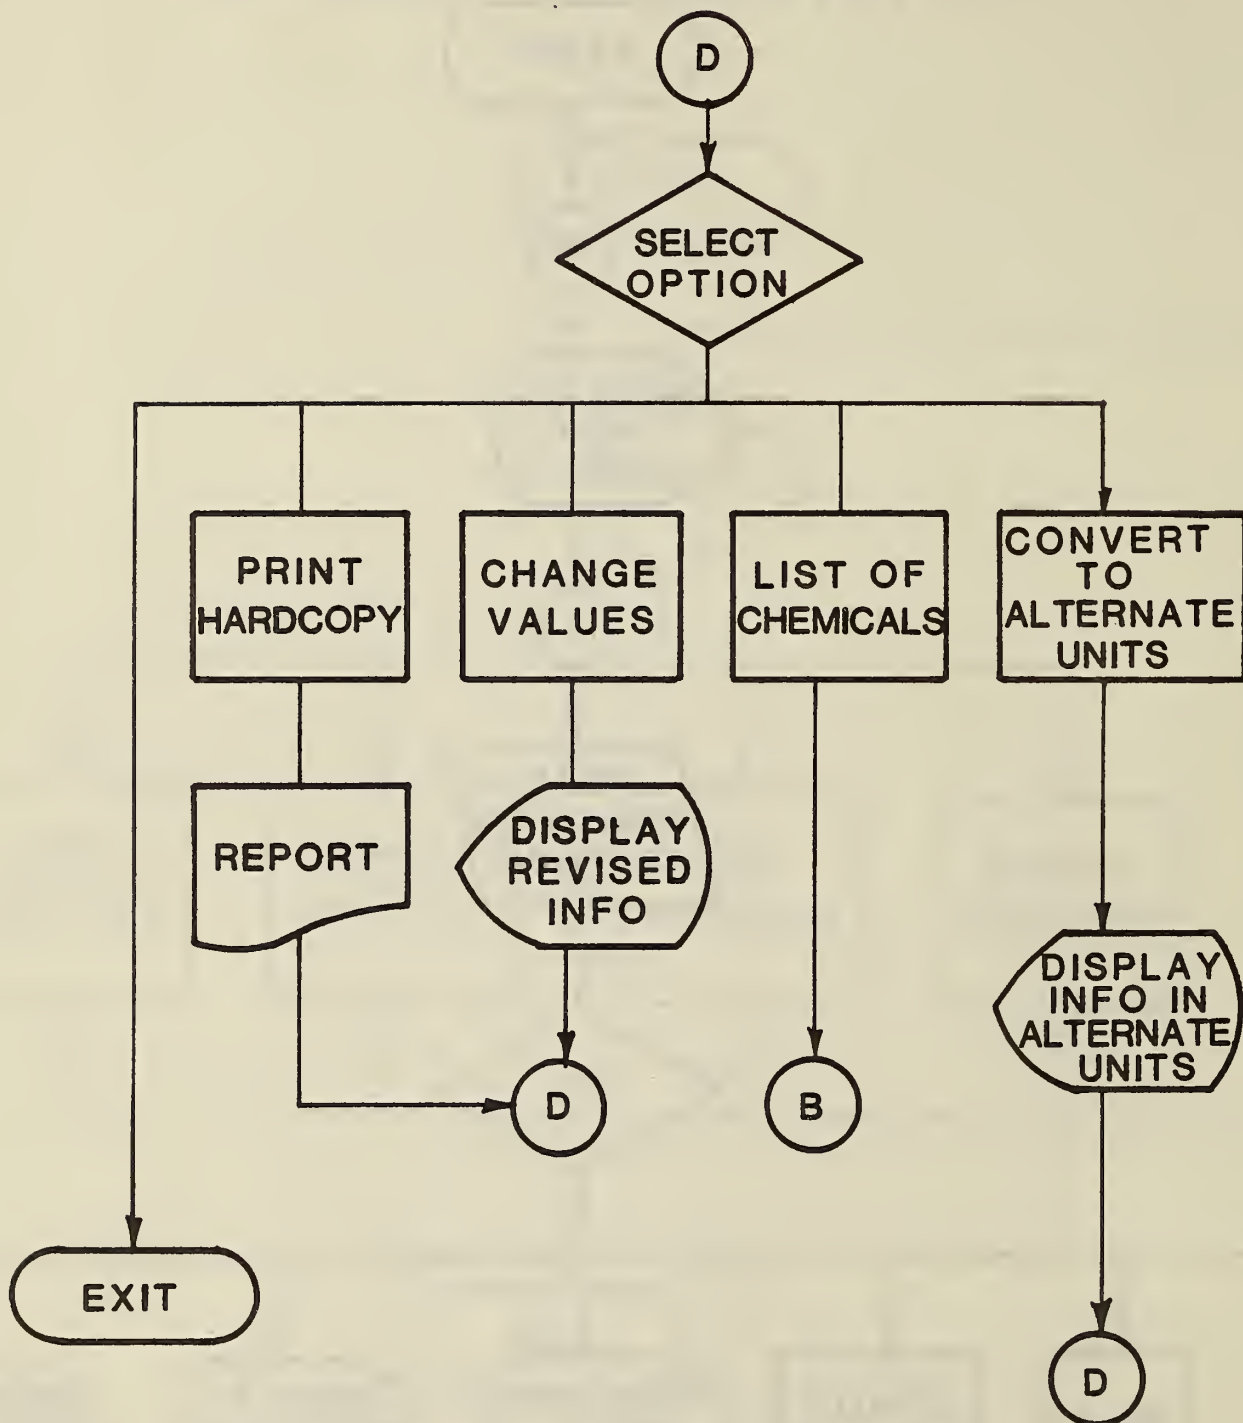 D
SELECT
OPTION
PRINT
HARDCOPY
CHANGE
VALUES
LIST OF
CHEMICALS
CONVERT
TO
ALTERNATE
UNITS
REPORT
DISPLAY
REVISED
INFO
DISPLAY
INFO IN
ALTERNATE
UNITS
D
B
EXIT
D